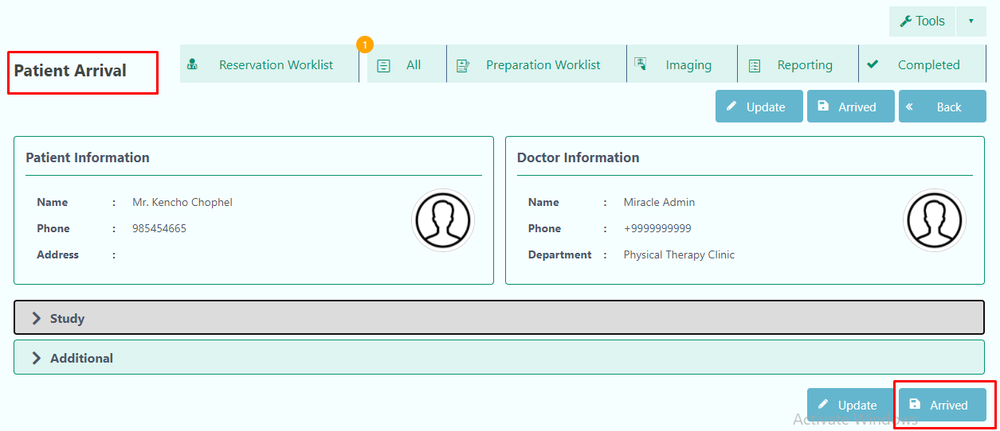 Tools
1
Patient Arrival
Reservation Worklist All Preparation Worklist Imaging Reporting Completed
Update Arrived Back
Patient Information
Name : Mr. Kencho Chophel
Phone : 985454665
Address :
Doctor Information
Name : Miracle Admin
Phone : +9999999999
Department : Physical Therapy Clinic
Study
Additional
Update Arrived
Activate Windows